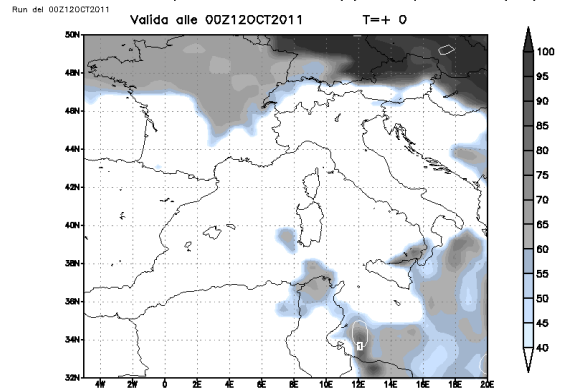 Run del 00Z12OCT2011
Valida alle 00Z12OCT2011 T=+ 0
50N
48N
46N
44N
42N
40N
38N
36N
34N
32N
4W 2W 0 2E 4E 6E 8E 10E 12E 14E 16E 18E 20E
100
95
90
85
80
75
70
65
60
55
50
45
40
1